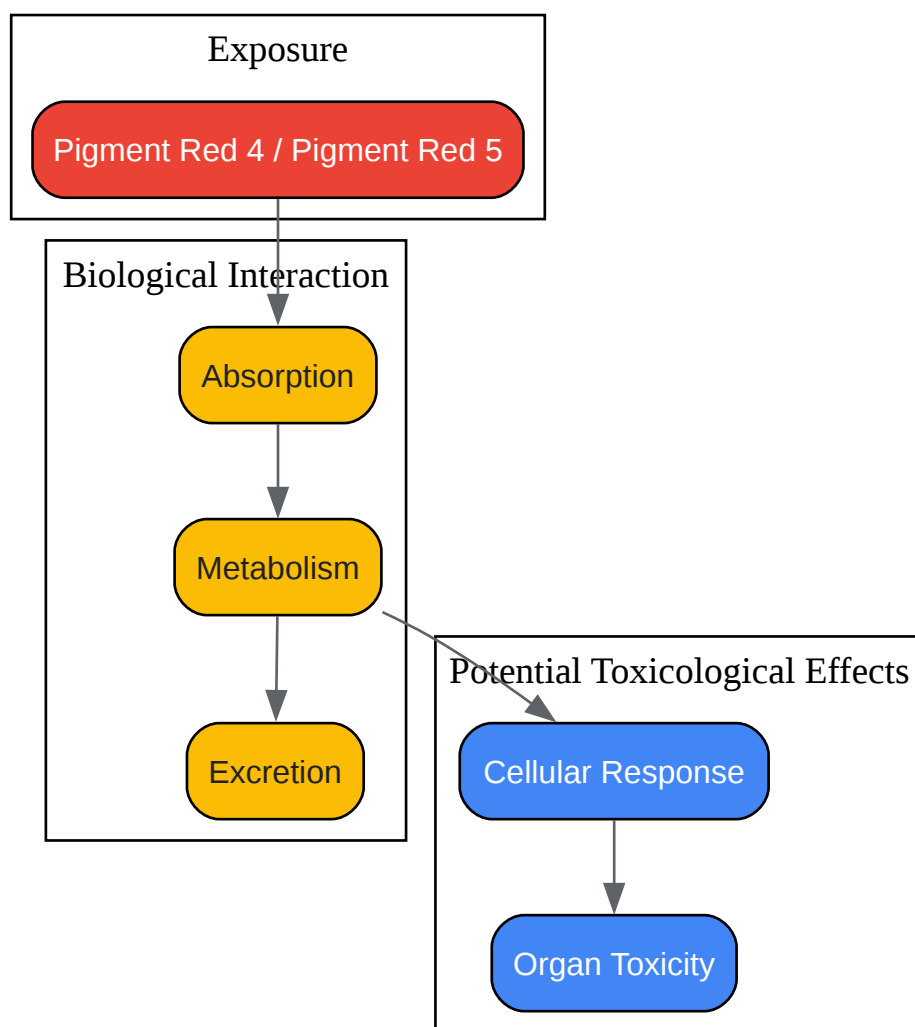 Exposure
Pigment Red 4 / Pigment Red 5
Biological Interaction
Absorption
Metabolism
Excretion
Potential Toxicological Effects
Cellular Response
Organ Toxicity